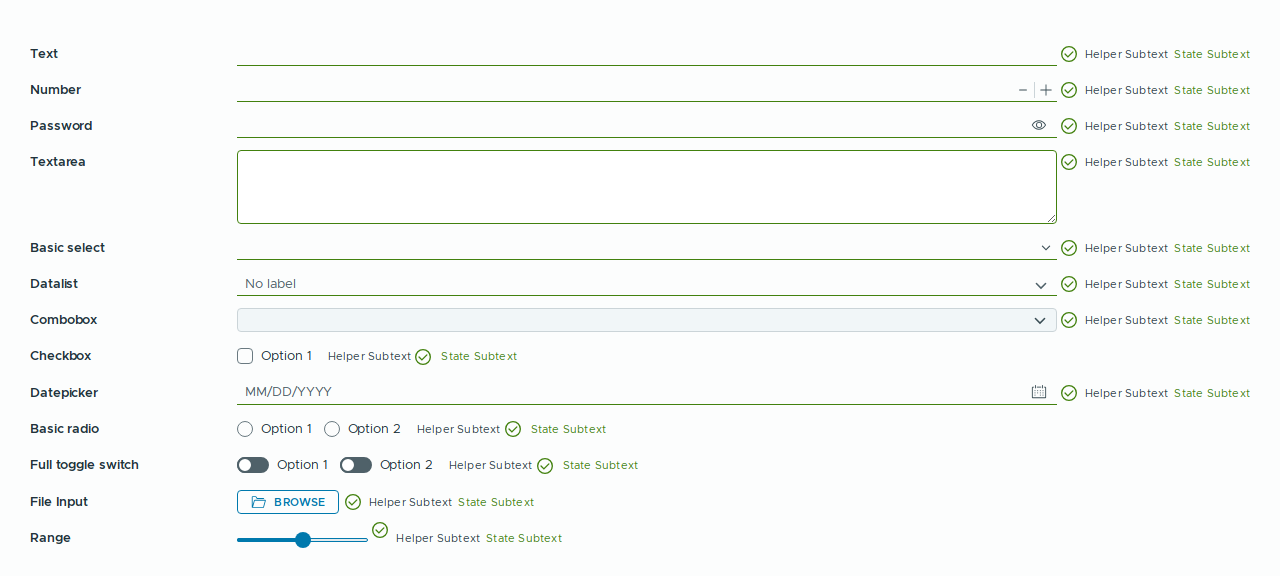 Text Helper Subtext State Subtext
Number Helper Subtext State Subtext
Password Helper Subtext State Subtext
Textarea Helper Subtext State Subtext
Basic select Helper Subtext State Subtext
Datalist No label Helper Subtext State Subtext
Combobox Helper Subtext State Subtext
Checkbox Option 1 Helper Subtext State Subtext
Datepicker MM/DD/YYYY Helper Subtext State Subtext
Basic radio Option 1 Option 2 Helper Subtext State Subtext
Full toggle switch Option 1 Option 2 Helper Subtext State Subtext
File Input BROWSE Helper Subtext State Subtext
Range Helper Subtext State Subtext